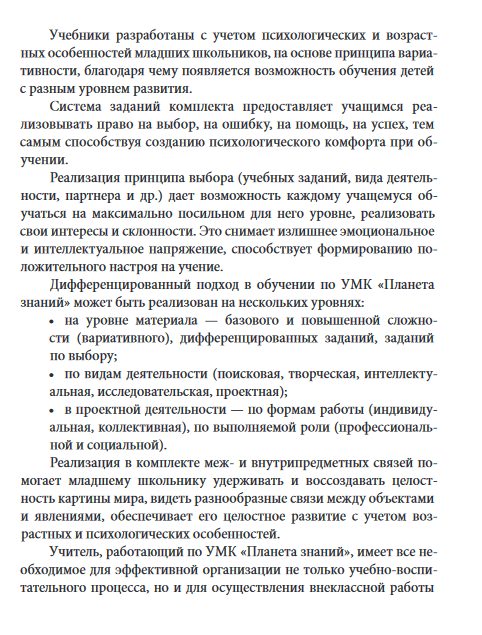 Учебники разработаны с учетом психологических и возраст-
ных особенностей младших школьников, на основе принципа вариа-
тивности, благодаря чему появляется возможность обучения детей
с разным уровнем развития.
Система заданий комплекта предоставляет учащимся реа-
лизовывать право на выбор, на ошибку, на помощь, на успех, тем
самым способствуя созданию психологического комфорта при об-
учении.
Реализация принципа выбора (учебных заданий, вида деятель-
ности, партнера и др.) дает возможность каждому учащемуся об-
учаться на максимально посильном для него уровне, реализовать
свои интересы и склонности. Это снимает излишнее эмоциональное
и интеллектуальное напряжение, способствует формированию по-
ложительного настроя на учение.
Дифференцированный подход в обучении по УМК «Планета
знаний» может быть реализован на нескольких уровнях:
• на уровне материала — базового и повышенной сложно-
сти (вариативного), дифференцированных заданий, заданий
по выбору;
• по видам деятельности (поисковая, творческая, интеллекту-
альная, исследовательская, проектная);
• в проектной деятельности — по формам работы (индивиду-
альная, коллективная), по выполняемой роли (профессиональ-
ной и социальной).
Реализация в комплекте меж- и внутрипредметных связей по-
могает младшему школьнику удерживать и воссоздавать целост-
ность картины мира, видеть разнообразные связи между объектами
и явлениями, обеспечивает его целостное развитие с учетом воз-
растных и психологических особенностей.
Учитель, работающий по УМК «Планета знаний», имеет все не-
обходимое для эффективной организации не только учебно-воспи-
тательного процесса, но и для осуществления внеклассной работы